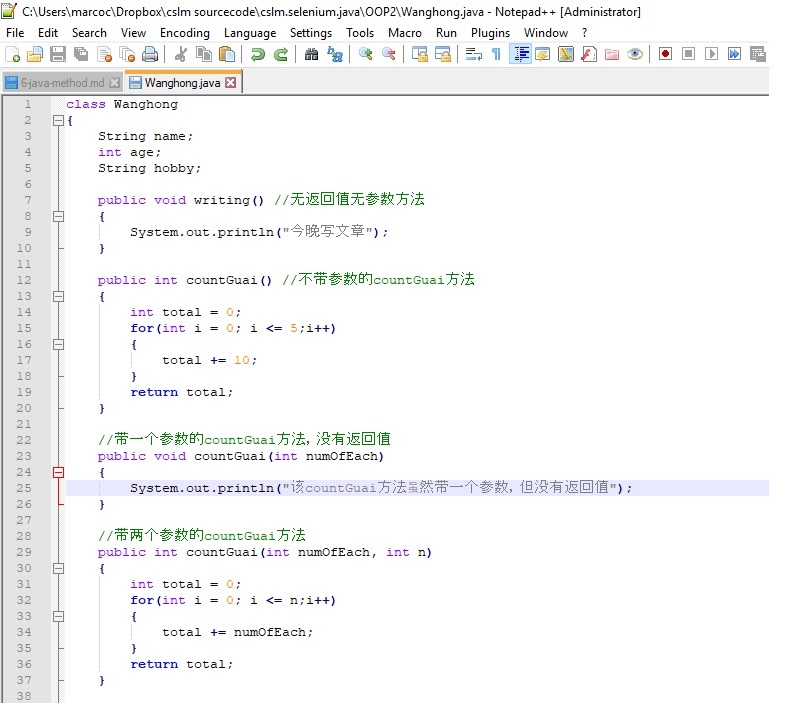 C:\Users\marcoc\Dropbox\cslm sourcecode\cslm.selenium.java\OOP2\Wanghong.java - Notepad++ [Administrator]
File Edit Search View Encoding Language Settings Tools Macro Run Plugins Window ?
6-java-method.md Wanghong.java
1 class Wanghong
2 {
3 String name;
4 int age;
5 String hobby;
6
7 public void writing() //无返回值无参数方法
8 {
9 System.out.println("今晚写文章");
10 }
11
12 public int countGuai() //不带参数的countGuai方法
13 {
14 int total = 0;
15 for(int i = 0; i <= 5;i++)
16 {
17 total += 10;
18 }
19 return total;
20 }
21
22 //带一个参数的countGuai方法，没有返回值
23 public void countGuai(int numOfEach)
24 {
25 System.out.println("该countGuai方法虽然带一个参数，但没有返回值");
26 }
27
28 //带两个参数的countGuai方法
29 public int countGuai(int numOfEach, int n)
30 {
31 int total = 0;
32 for(int i = 0; i <= n;i++)
33 {
34 total += numOfEach;
35 }
36 return total;
37 }
38